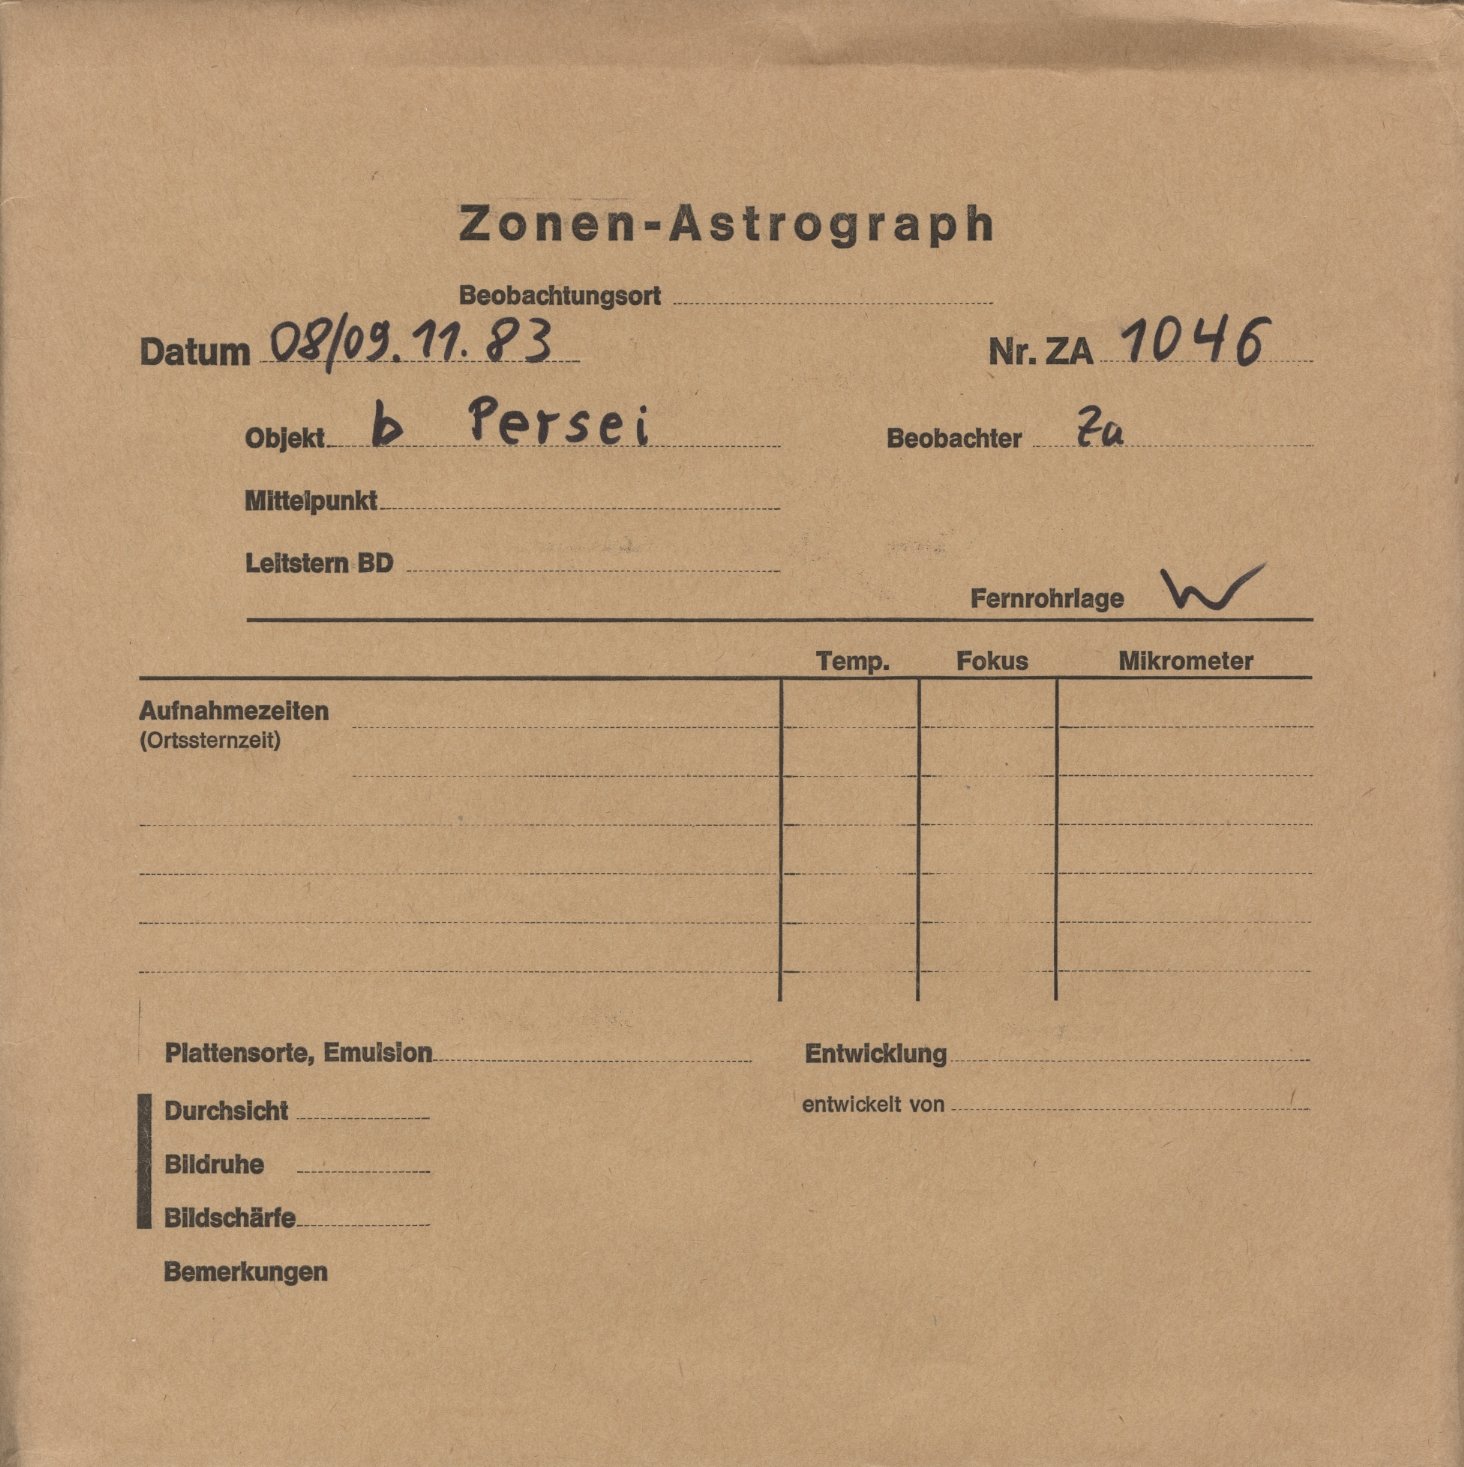 Zonen-Astrograph
Beobachtungsort
Datum 08/09. 11. 83 Nr. ZA 1046
Objekt b Persei Beobachter Za
Mittelpunkt
Leitstern BD
Fernrohrlage W
Temp. Fokus Mikrometer
Aufnahmezeiten
(Ortssternzeit)
Plattensorte, Emulsion Entwicklung
Durchsicht entwickelt von
Bildruhe
Bildschärfe
Bemerkungen